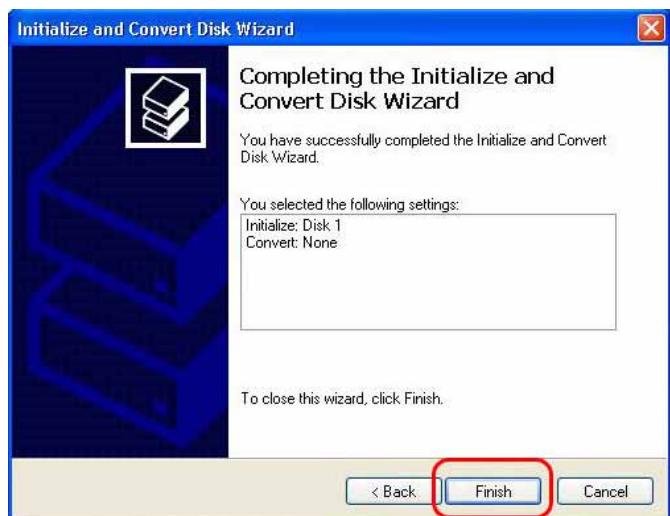 Initialize and Convert Disk Wizard
Completing the Initialize and
Convert Disk Wizard
You have successfully completed the Initialize and Convert
Disk Wizard.
You selected the following settings:
Initialize: Disk 1
Convert: None
To close this wizard, click Finish.
< Back
Finish
Cancel